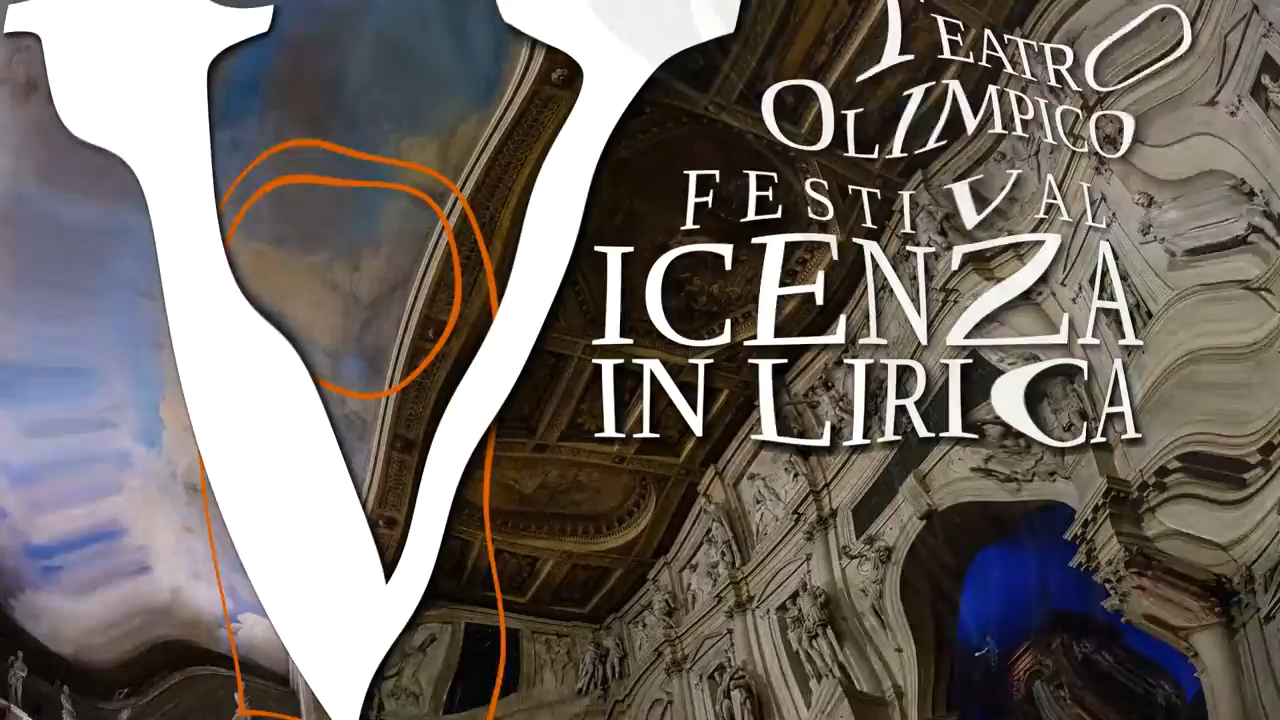 TEATRO
OLIMPICO
FESTIVAL
VICENZA
IN LIRICA